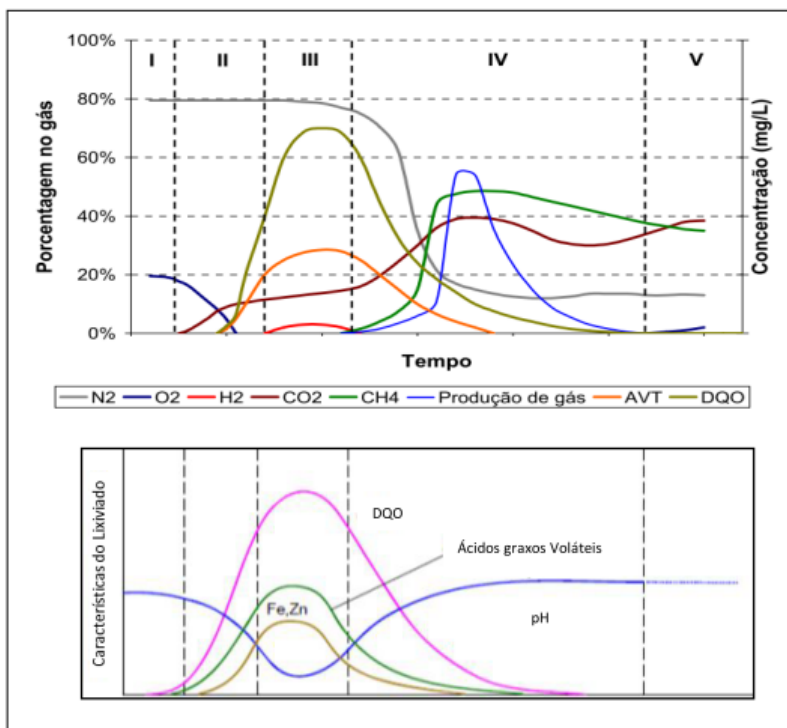 100%
80%
60%
40%
20%
0%
Porcentagem no gás
I II III IV V
Concentração (mg/L)
Tempo
N2 O2 H2 CO2 CH4 Produção de gás AVT DQO
Características do Lixiviado
DQO
Ácidos graxos Voláteis
Fe,Zn
pH